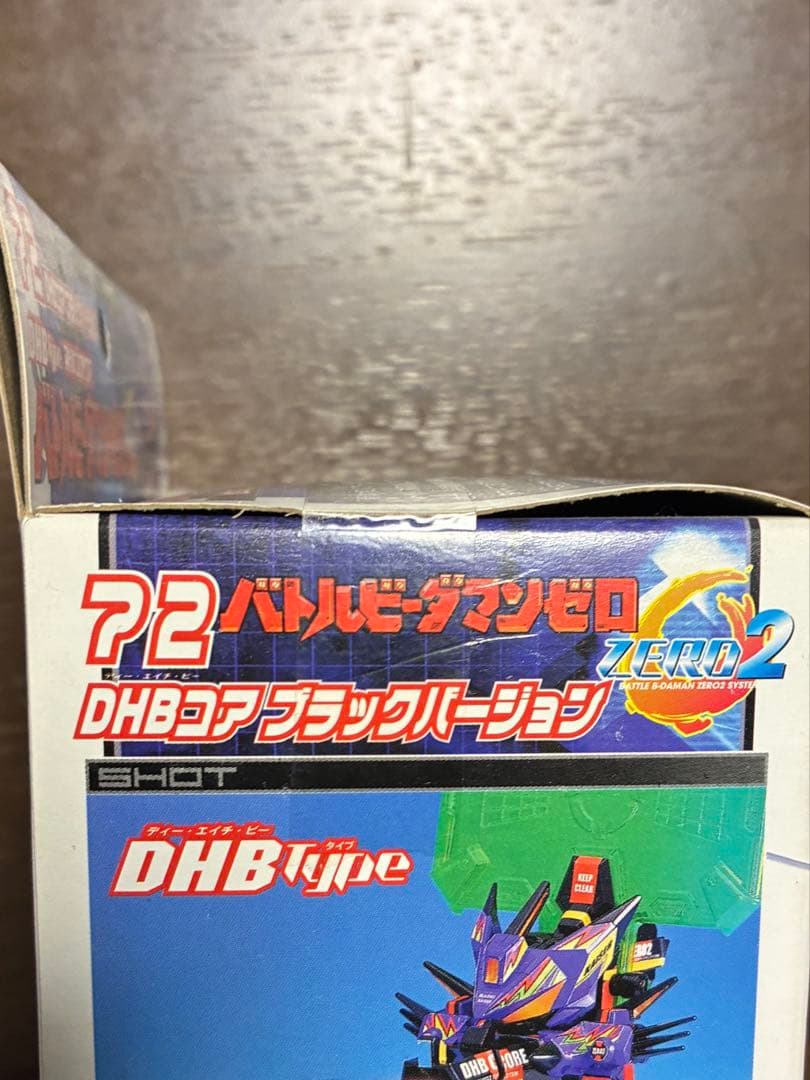 72 バトルビーダマンゼロ
ZERO2
BATTLE B-DAMAN ZERO2 SYSTEM
ディー・エイチ・ビー
DHBコア ブラックバージョン
SHOT
ディー・エイチ・ビー タイプ
DHB Type
KEEP
CLEAR
DHB CORE